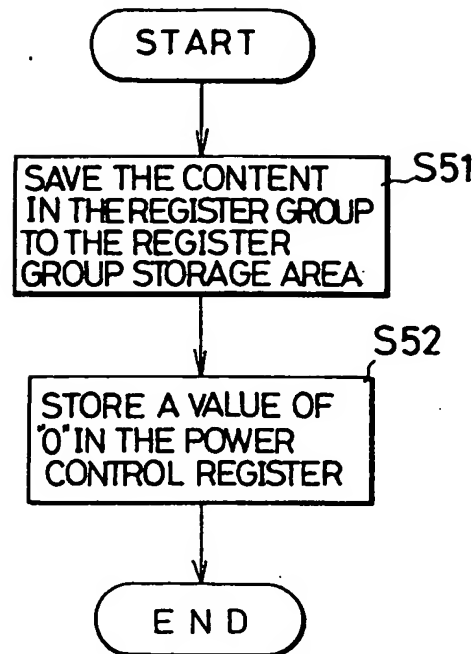 START
S51
SAVE THE CONTENT
IN THE REGISTER GROUP
TO THE REGISTER
GROUP STORAGE AREA
S52
STORE A VALUE OF
"0" IN THE POWER
CONTROL REGISTER
END